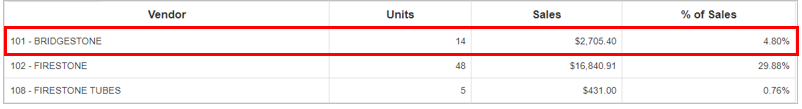 Vendor Units Sales % of Sales
101 - BRIDGESTONE 14 $2,705.40 4.80%
102 - FIRESTONE 48 $16,840.91 29.88%
108 - FIRESTONE TUBES 5 $431.00 0.76%